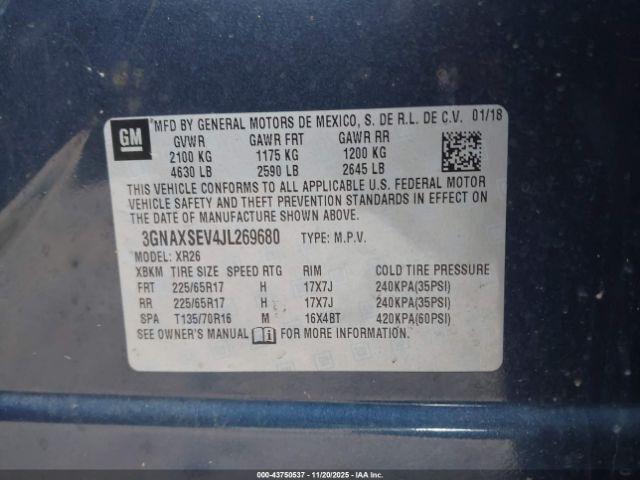 GM
MFD BY GENERAL MOTORS DE MEXICO, S. DE R.L. DE C.V. 01/18
GVWR GAWR FRT GAWR RR
2100 KG 1175 KG 1200 KG
4630 LB 2590 LB 2645 LB
THIS VEHICLE CONFORMS TO ALL APPLICABLE U.S. FEDERAL MOTOR
VEHICLE SAFETY AND THEFT PREVENTION STANDARDS IN EFFECT ON
THE DATE OF MANUFACTURE SHOWN ABOVE.
3GNAXSEV4JL269680 TYPE: M.P.V.
MODEL: XR26
XBKM TIRE SIZE SPEED RTG RIM COLD TIRE PRESSURE
FRT 225/65R17 H 17X7J 240KPA(35PSI)
RR 225/65R17 H 17X7J 240KPA(35PSI)
SPA T135/70R16 M 16X4BT 420KPA(60PSI)
SEE OWNER'S MANUAL i FOR MORE INFORMATION.
000-43750537 - 11/20/2025 - IAA Inc.